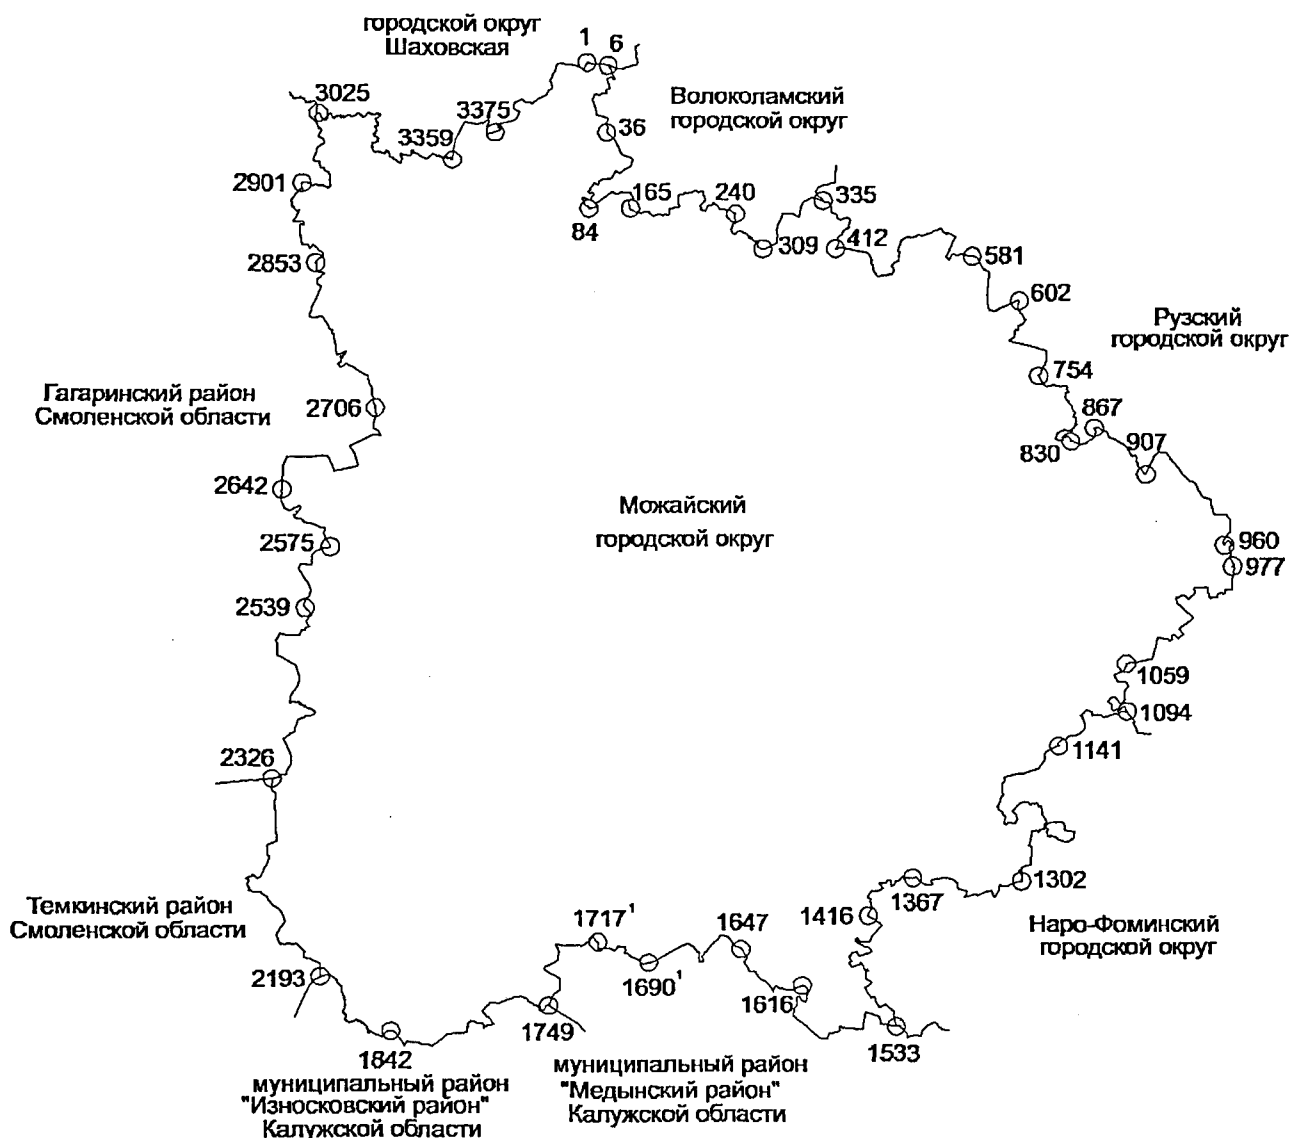 городской округ
Шаховская
1
6
3025
3375
3359
36
Волоколамский
городской округ
2901
165
240
335
84
309
412
581
2853
602
Рузский
городской округ
754
Гагаринский район
Смоленской области
2706
867
830
907
2642
Можайский
городской округ
2575
960
977
2539
1059
1094
1141
2326
1302
1367
1416
Темкинский район
Смоленской области
1717¹
1647
Наро-Фоминский
городской округ
2193
1690¹
1616
1749
1533
1842
муниципальный район
"Износковский район"
Калужской области
муниципальный район
"Медынский район"
Калужской области